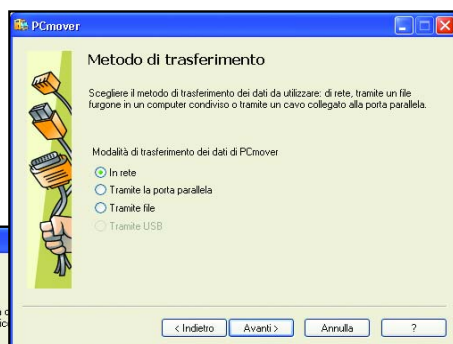 PCmover
Metodo di trasferimento
Scegliere il metodo di trasferimento dei dati da utilizzare: di rete, tramite un file
furgone in un computer condiviso o tramite un cavo collegato alla porta parallela.
Modalità di trasferimento dei dati di PCmover
In rete
Tramite la porta parallela
Tramite file
Tramite USB
< Indietro
Avanti >
Annulla
?